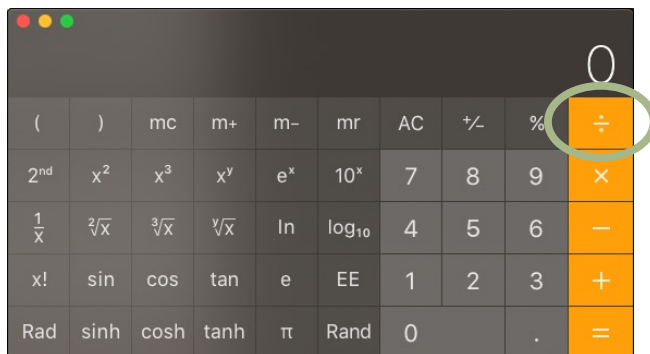 0
( ) mc m+ m− mr AC +/− % ÷
2nd x² x³ xʸ eˣ 10ˣ 7 8 9 ×
1/x ²√x ³√x ʸ√x ln log₁₀ 4 5 6 −
x! sin cos tan e EE 1 2 3 +
Rad sinh cosh tanh π Rand 0 . =